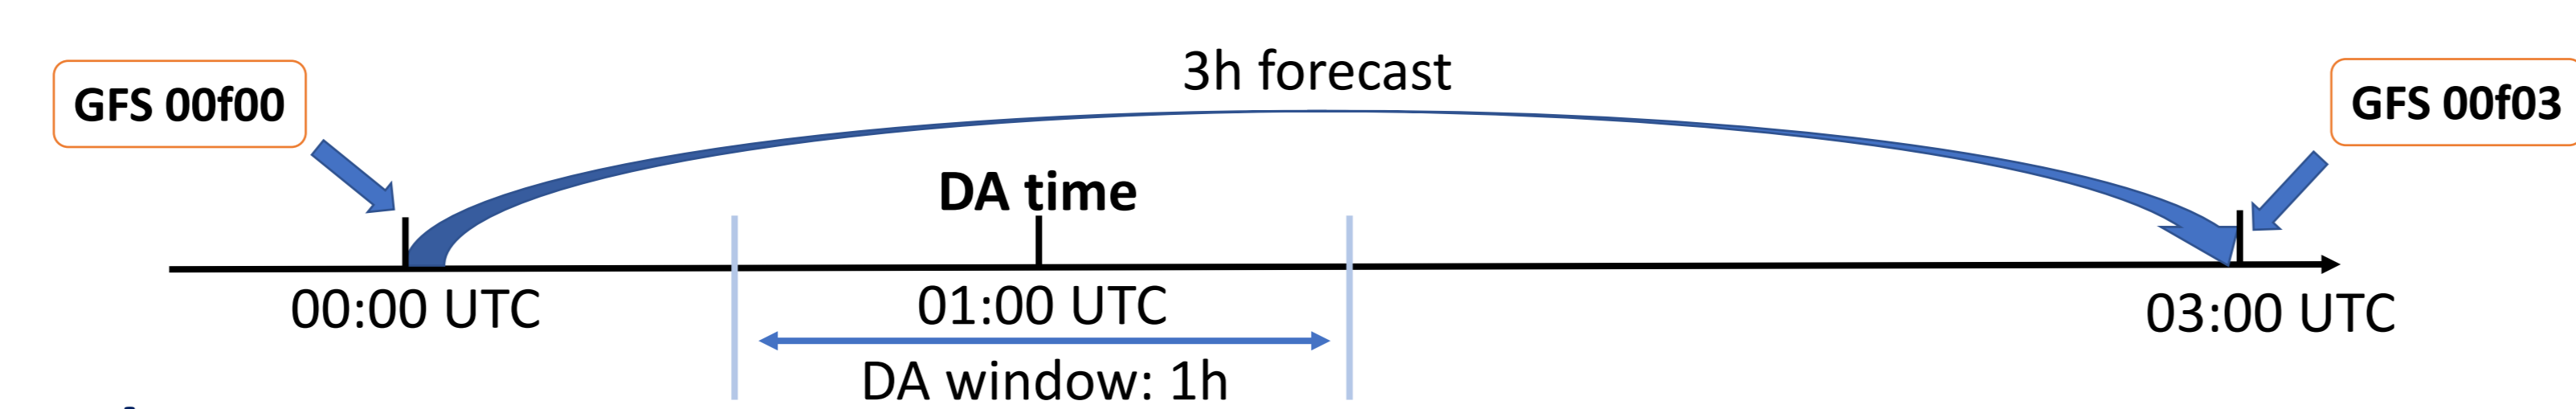 3h forecast
GFS 00f00
GFS 00f03
DA time
00:00 UTC
01:00 UTC
03:00 UTC
DA window: 1h